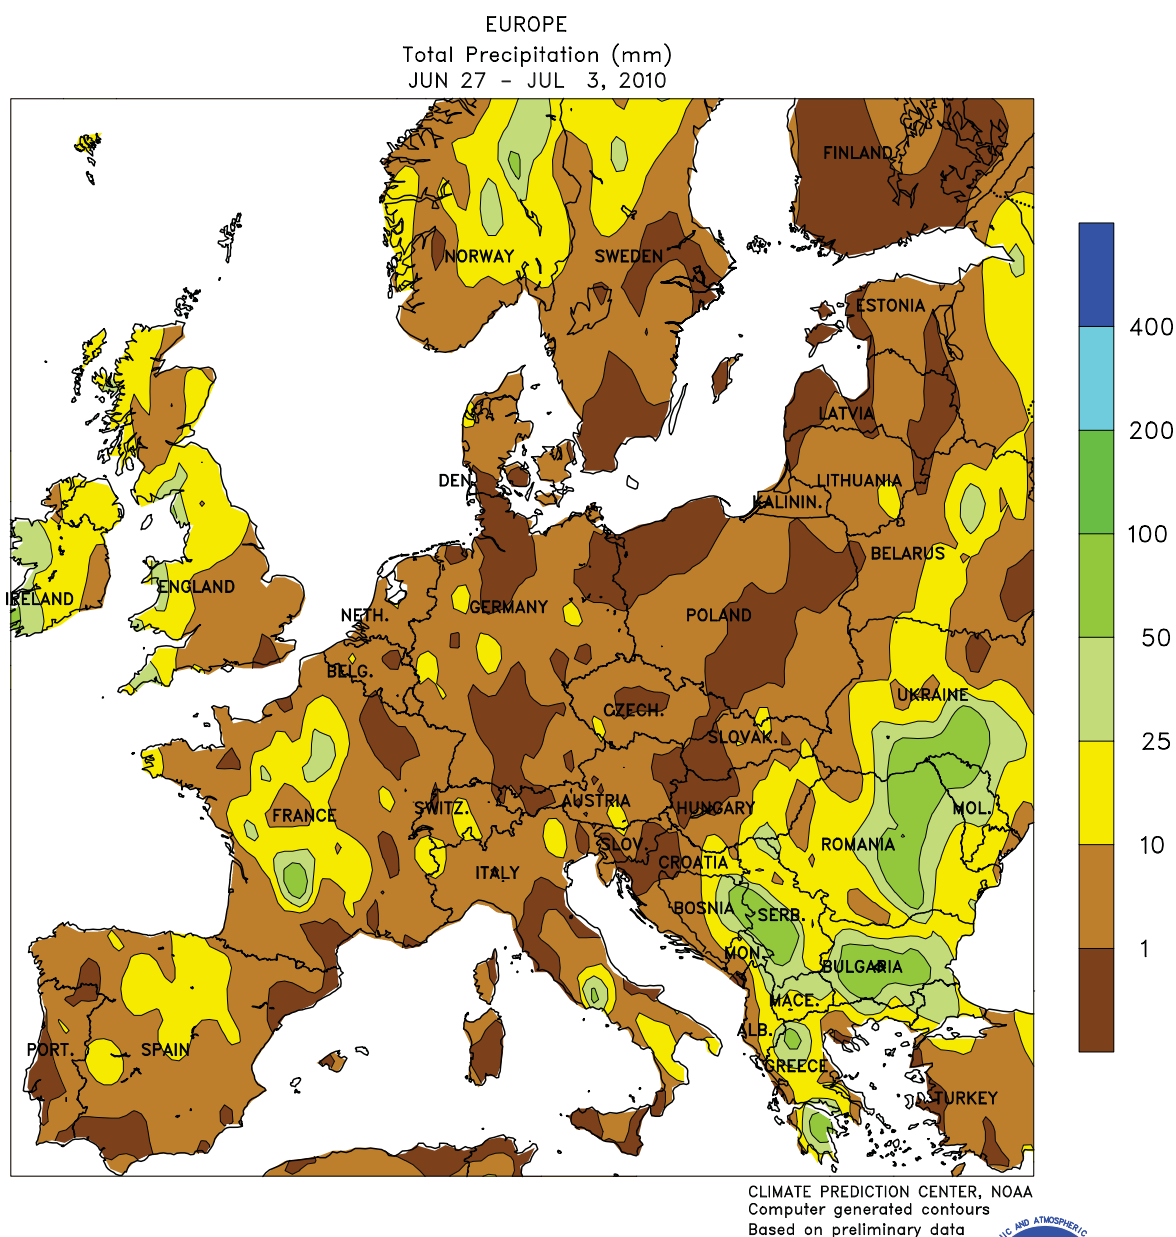 EUROPE
Total Precipitation (mm)
JUN 27 - JUL 3, 2010
FINLAND
NORWAY
SWEDEN
ESTONIA
LATVIA
DEN.
LITHUANIA
KALININ.
BELARUS
IRELAND
ENGLAND
NETH.
GERMANY
POLAND
BELG.
UKRAINE
CZECH.
SLOVAK.
FRANCE
SWITZ.
AUSTRIA
HUNGARY
MOL.
SLOV.
ROMANIA
CROATIA
ITALY
BOSNIA
SERB.
MON.
BULGARIA
MACE.
ALB.
PORT.
SPAIN
GREECE
TURKEY
400
200
100
50
25
10
1
CLIMATE PREDICTION CENTER, NOAA
Computer generated contours
Based on preliminary data
AND ATMOSPHERIC